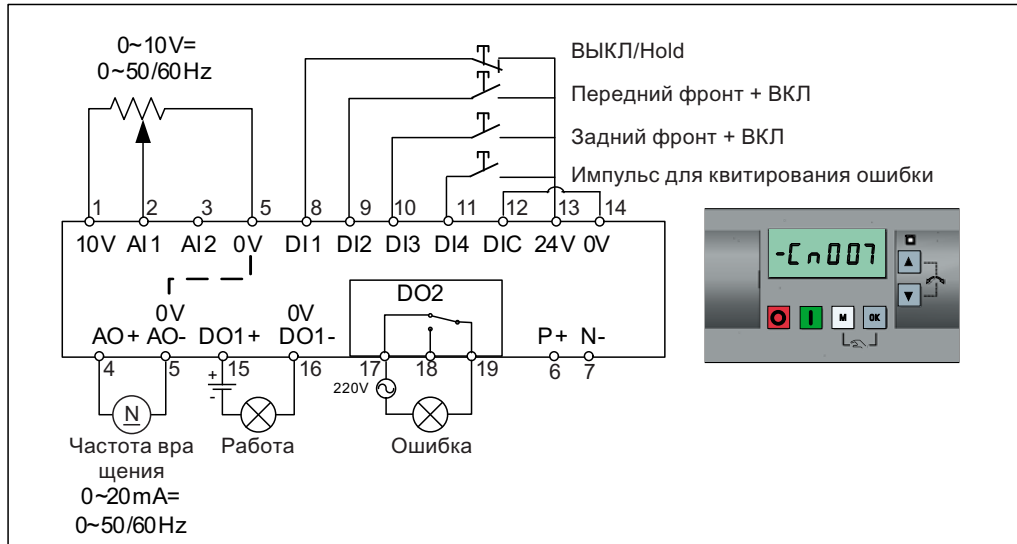 0~10V=
0~50/60Hz
ВЫКЛ/Hold
Передний фронт + ВКЛ
Задний фронт + ВКЛ
Импульс для квитирования ошибки
1 2 3 5 8 9 10 11 12 13 14
10V AI1 AI2 0V DI1 DI2 DI3 DI4 DIC 24V 0V
-Cn007
M OK
DO2
0V 0V
AO+ AO- DO1+ DO1- P+ N-
4 5 15 16 17 18 19 6 7
+
-
220V
N
Частота вра
щения
Работа
Ошибка
0~20mA=
0~50/60Hz